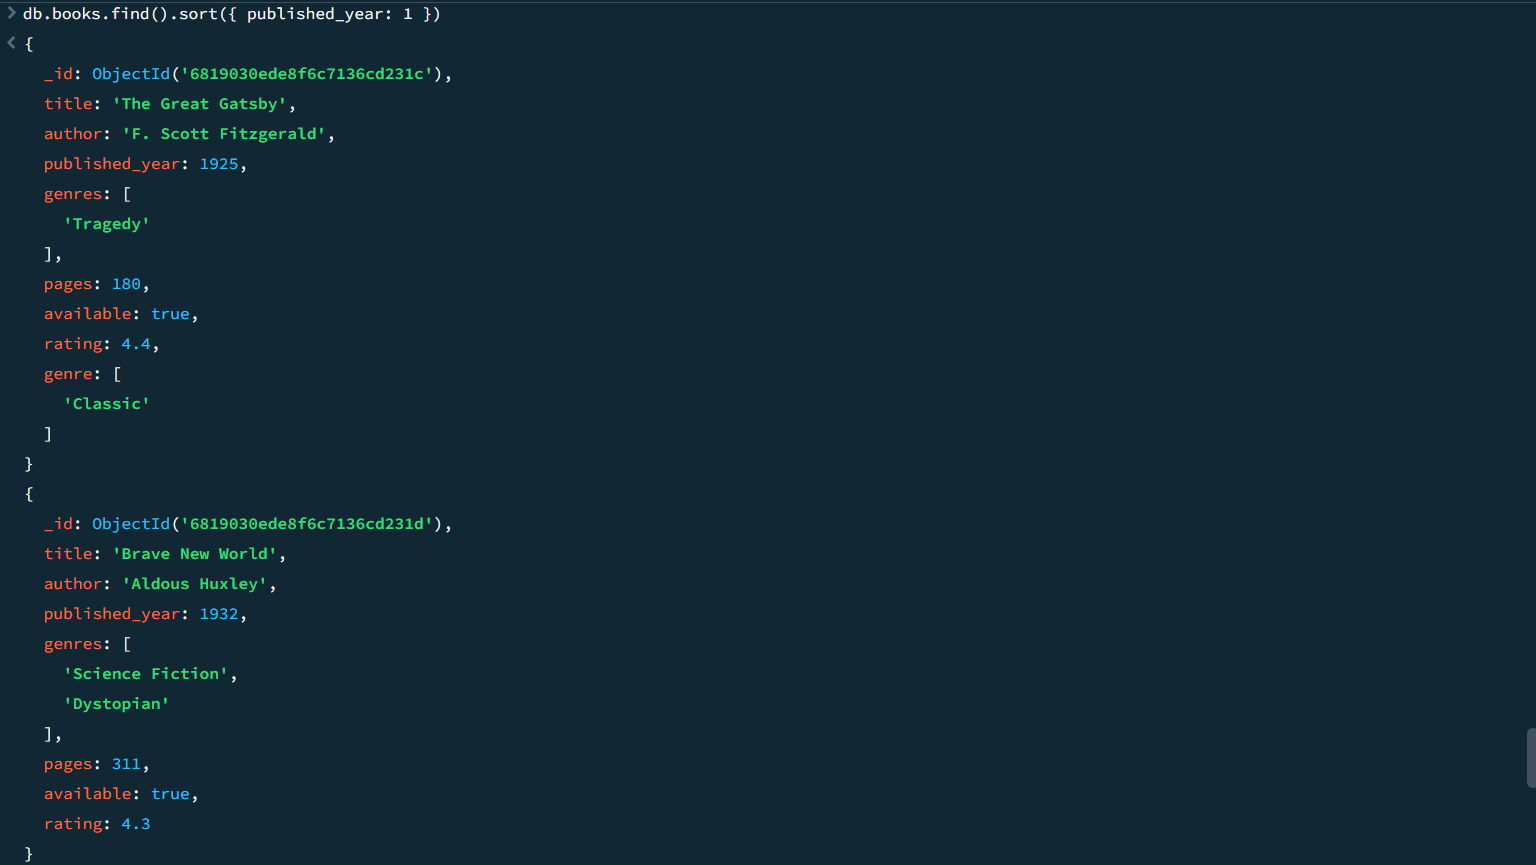 > db.books.find().sort({ published_year: 1 })
< {
_id: ObjectId('6819030ede8f6c7136cd231c'),
title: 'The Great Gatsby',
author: 'F. Scott Fitzgerald',
published_year: 1925,
genres: [
'Tragedy'
],
pages: 180,
available: true,
rating: 4.4,
genre: [
'Classic'
]
}
{
_id: ObjectId('6819030ede8f6c7136cd231d'),
title: 'Brave New World',
author: 'Aldous Huxley',
published_year: 1932,
genres: [
'Science Fiction',
'Dystopian'
],
pages: 311,
available: true,
rating: 4.3
}